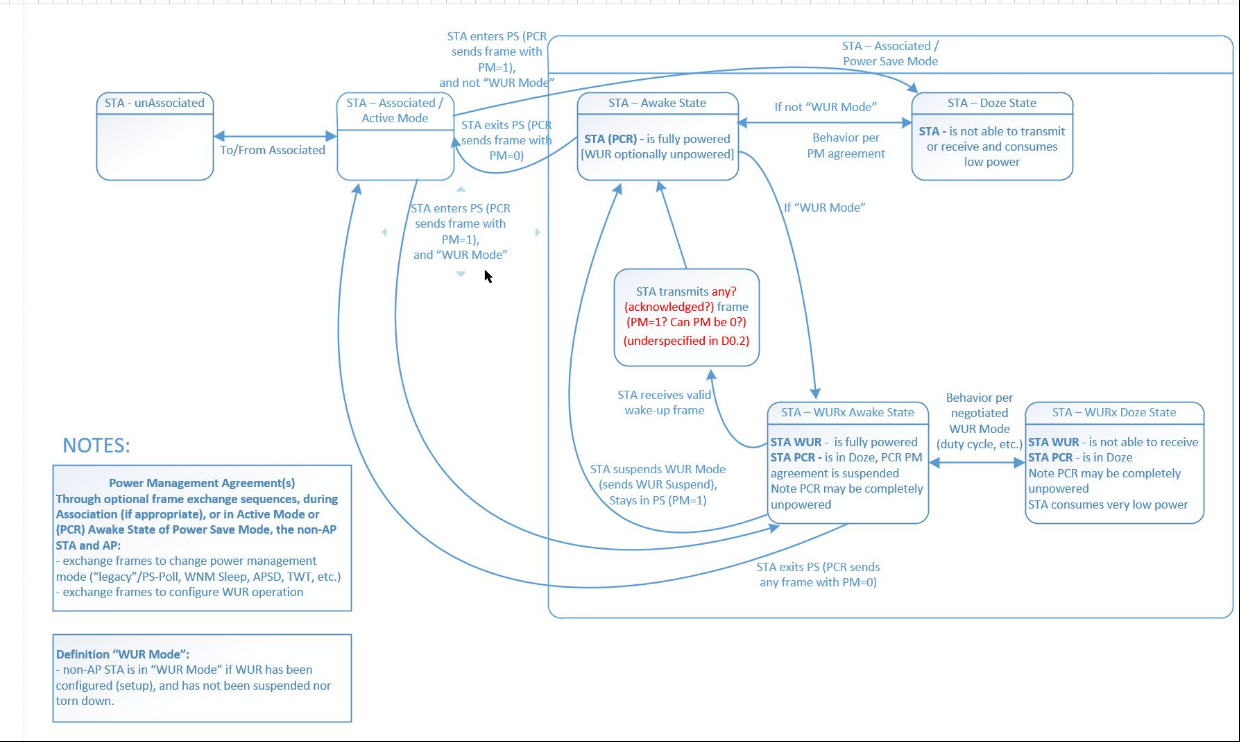 STA enters PS (PCR
sends frame with
PM=1),
and not “WUR Mode”
STA – Associated /
Power Save Mode
STA - unAssociated
To/From Associated
STA – Associated /
Active Mode
STA exits PS (PCR
sends frame with
PM=0)
STA – Awake State
STA (PCR) - is fully powered
[WUR optionally unpowered]
If not “WUR Mode”
Behavior per
PM agreement
STA – Doze State
STA - is not able to transmit
or receive and consumes
low power
STA enters PS (PCR
sends frame with
PM=1),
and “WUR Mode”
If “WUR Mode”
STA transmits any?
(acknowledged?) frame
(PM=1? Can PM be 0?)
(underspecified in D0.2)
STA receives valid
wake-up frame
STA – WURx Awake State
STA WUR - is fully powered
STA PCR - is in Doze, PCR PM
agreement is suspended
Note PCR may be completely
unpowered
Behavior per
negotiated
WUR Mode
(duty cycle, etc.)
STA – WURx Doze State
STA WUR - is not able to receive
STA PCR - is in Doze
Note PCR may be completely
unpowered
STA consumes very low power
STA suspends WUR Mode
(sends WUR Suspend),
Stays in PS (PM=1)
STA exits PS (PCR sends
any frame with PM=0)
NOTES:
Power Management Agreement(s)
Through optional frame exchange sequences, during
Association (if appropriate), or in Active Mode or
(PCR) Awake State of Power Save Mode, the non-AP
STA and AP:
- exchange frames to change power management
mode (“legacy”/PS-Poll, WNM Sleep, APSD, TWT, etc.)
- exchange frames to configure WUR operation
Definition “WUR Mode”:
- non-AP STA is in “WUR Mode” if WUR has been
configured (setup), and has not been suspended nor
torn down.